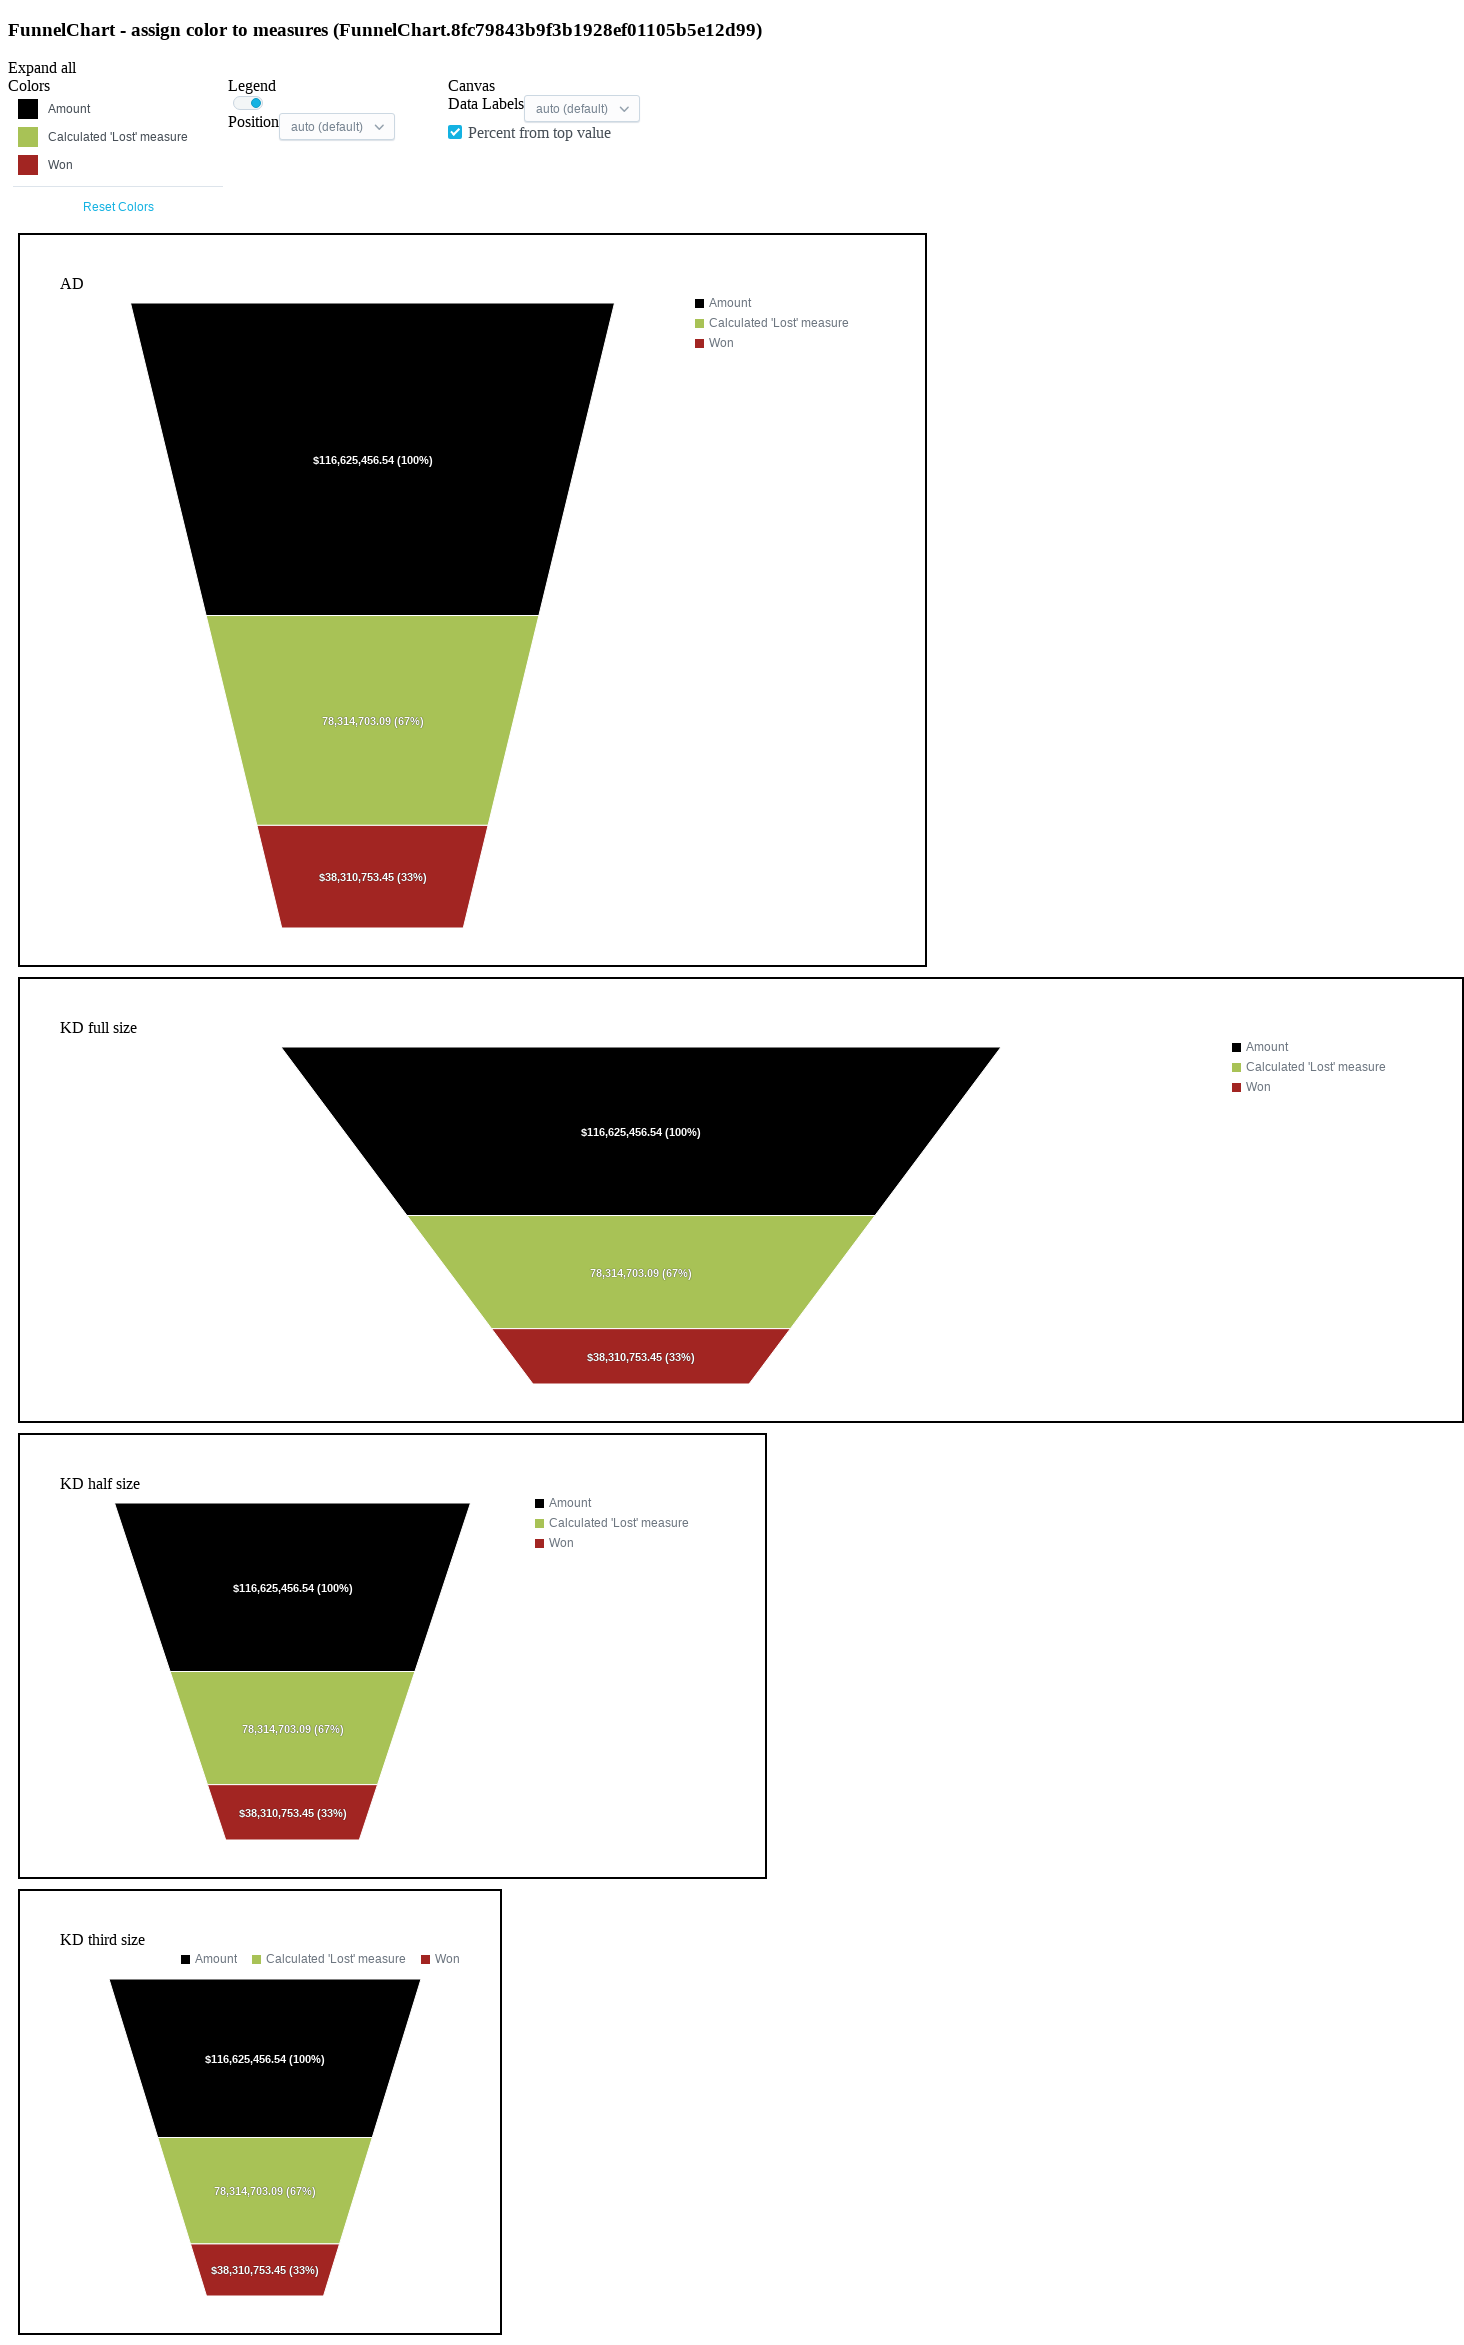 FunnelChart - assign color to measures (FunnelChart.8fc79843b9f3b1928ef01105b5e12d99)
Expand all
Colors
Amount
Calculated 'Lost' measure
Won
Reset Colors
Legend
Position auto (default)
Canvas
Data Labels auto (default)
Percent from top value
AD
Amount
Calculated 'Lost' measure
Won
$116,625,456.54 (100%)
78,314,703.09 (67%)
$38,310,753.45 (33%)
KD full size
Amount
Calculated 'Lost' measure
Won
$116,625,456.54 (100%)
78,314,703.09 (67%)
$38,310,753.45 (33%)
KD half size
Amount
Calculated 'Lost' measure
Won
$116,625,456.54 (100%)
78,314,703.09 (67%)
$38,310,753.45 (33%)
KD third size
Amount Calculated 'Lost' measure Won
$116,625,456.54 (100%)
78,314,703.09 (67%)
$38,310,753.45 (33%)